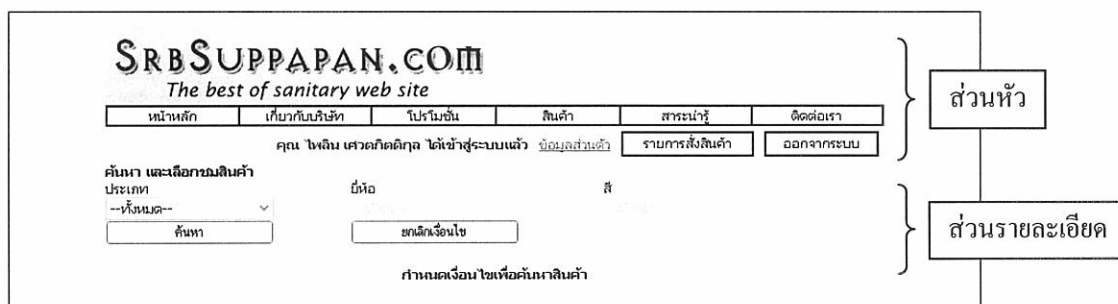 SRBSUPPAPAN.COM
The best of sanitary web site
ส่วนหัว
หน้าหลัก เกี่ยวกับบริษัท โปรโมชั่น สินค้า สาระน่ารู้ ติดต่อเรา
คุณ ไพลิน เศวตกิตติกุล ได้เข้าสู่ระบบแล้ว ข้อมูลส่วนตัว รายการสั่งสินค้า ออกจากระบบ
ค้นหา และเลือกชมสินค้า
ประเภท ยี่ห้อ สี
--ทั้งหมด--
ค้นหา ยกเลิกเงื่อนไข
ส่วนรายละเอียด
กำหนดเงื่อนไขเพื่อค้นหาสินค้า